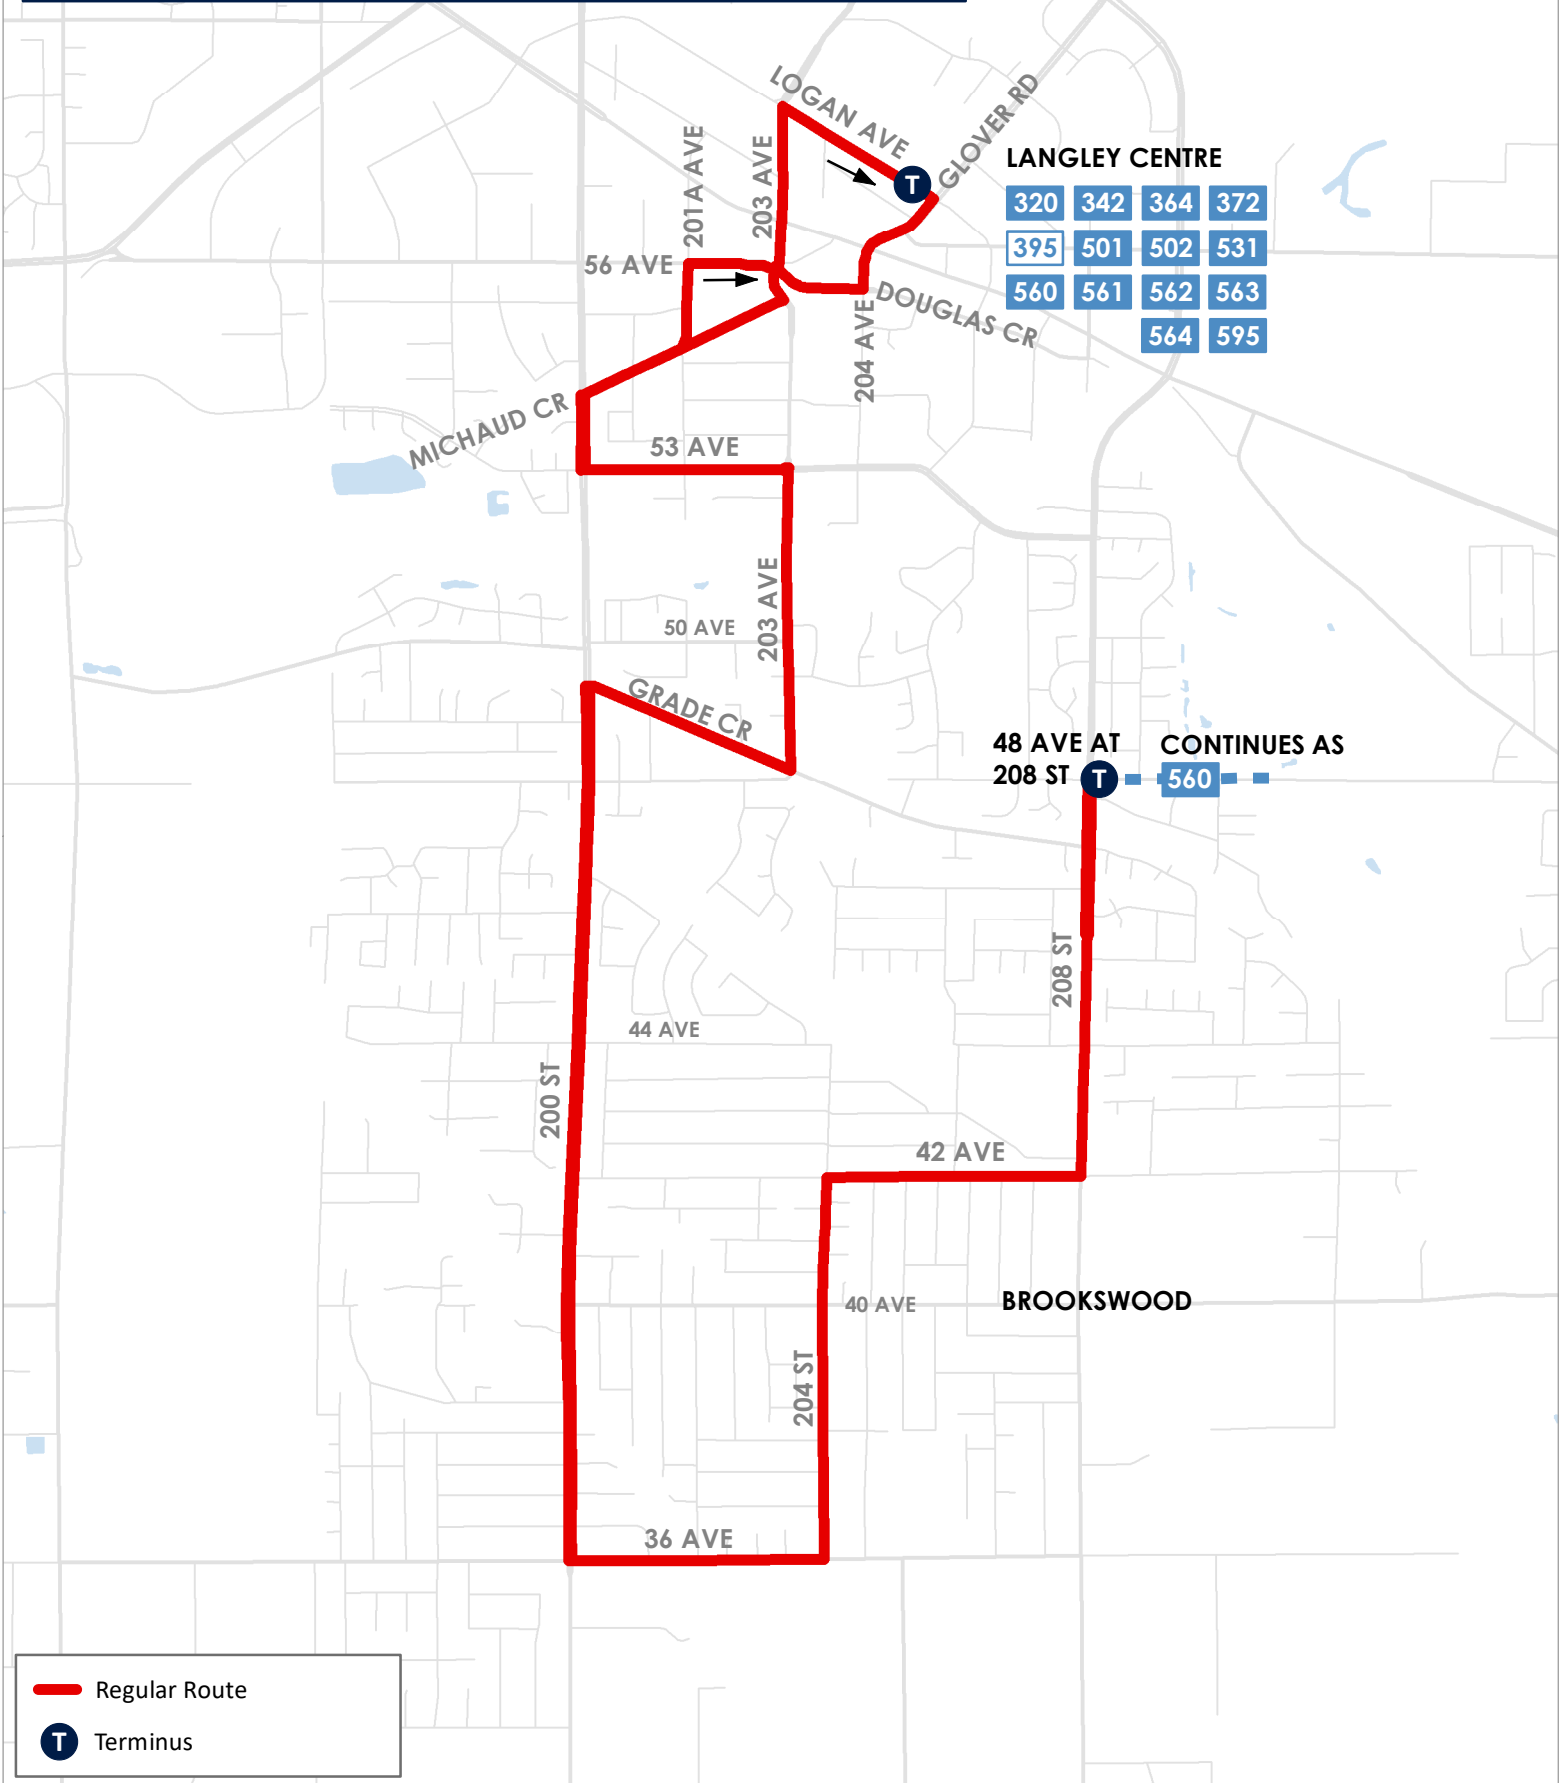 LOGAN AVE
GLOVER RD
201A AVE
203 AVE
LANGLEY CENTRE
320 342 364 372
395 501 502 531
560 561 562 563
564 595
T
56 AVE
DOUGLAS CR
204 AVE
MICHAUD CR
53 AVE
203 AVE
50 AVE
GRADE CR
48 AVE AT
208 ST
T
CONTINUES AS
560
208 ST
44 AVE
200 ST
42 AVE
40 AVE
BROOKSWOOD
204 ST
36 AVE
Regular Route
T Terminus